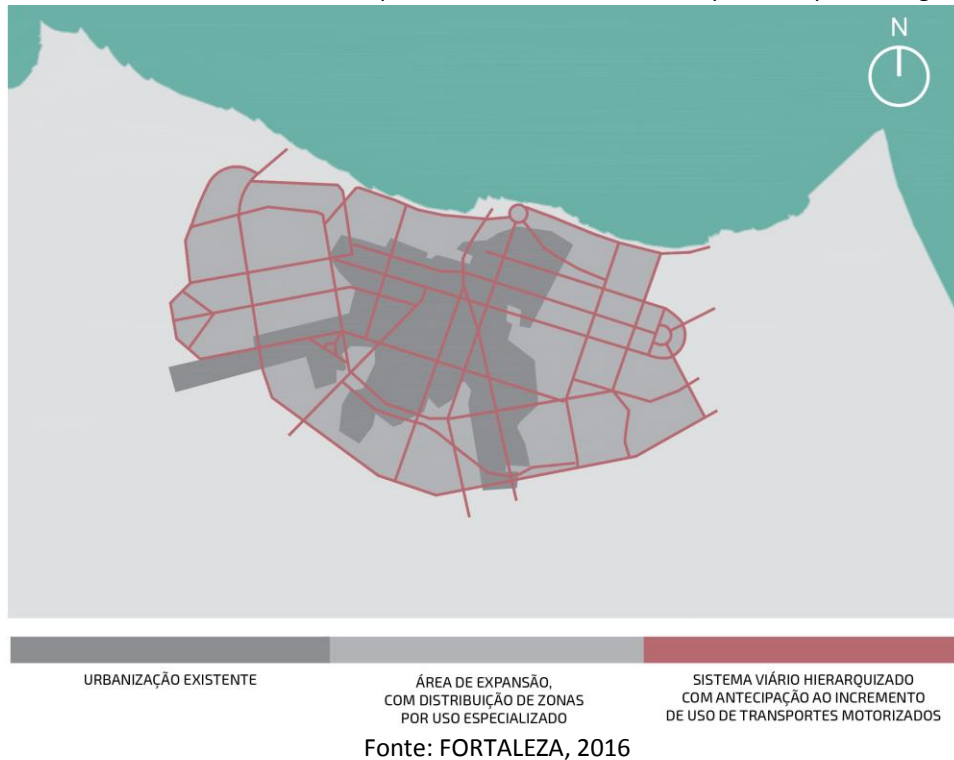 N
URBANIZAÇÃO EXISTENTE
ÁREA DE EXPANSÃO,
COM DISTRIBUIÇÃO DE ZONAS
POR USO ESPECIALIZADO
SISTEMA VIÁRIO HIERARQUIZADO
COM ANTECIPAÇÃO AO INCREMENTO
DE USO DE TRANSPORTES MOTORIZADOS
Fonte: FORTALEZA, 2016